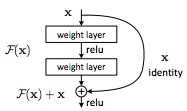 x
weight layer
F(x)
relu
x
weight layer
identity
F(x) + x
relu